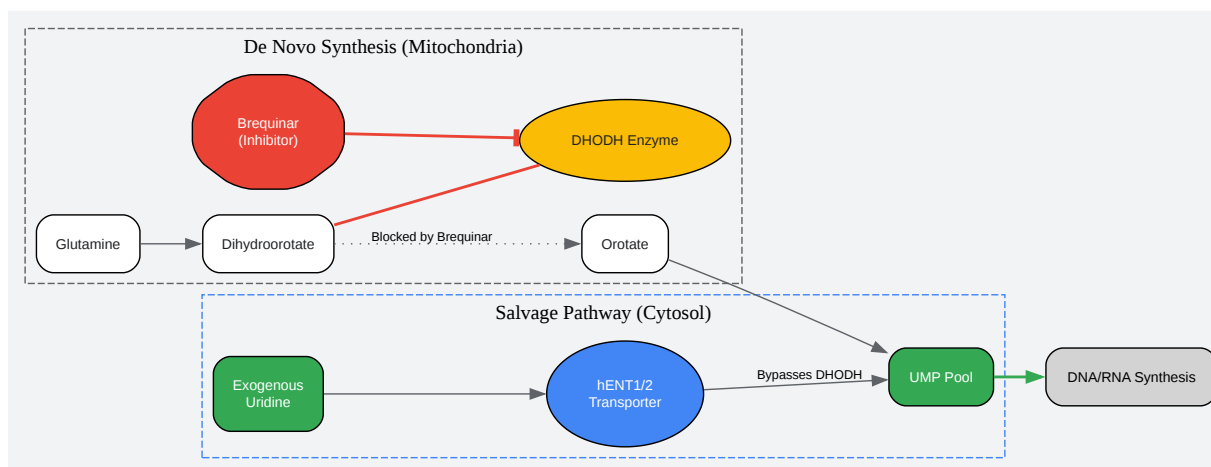 De Novo Synthesis (Mitochondria)
Brequinar
(Inhibitor)
DHODH Enzyme
Glutamine
Dihydroorotate
Blocked by Brequinar
Orotate
Salvage Pathway (Cytosol)
Exogenous
Uridine
hENT1/2
Transporter
Bypasses DHODH
UMP Pool
DNA/RNA Synthesis